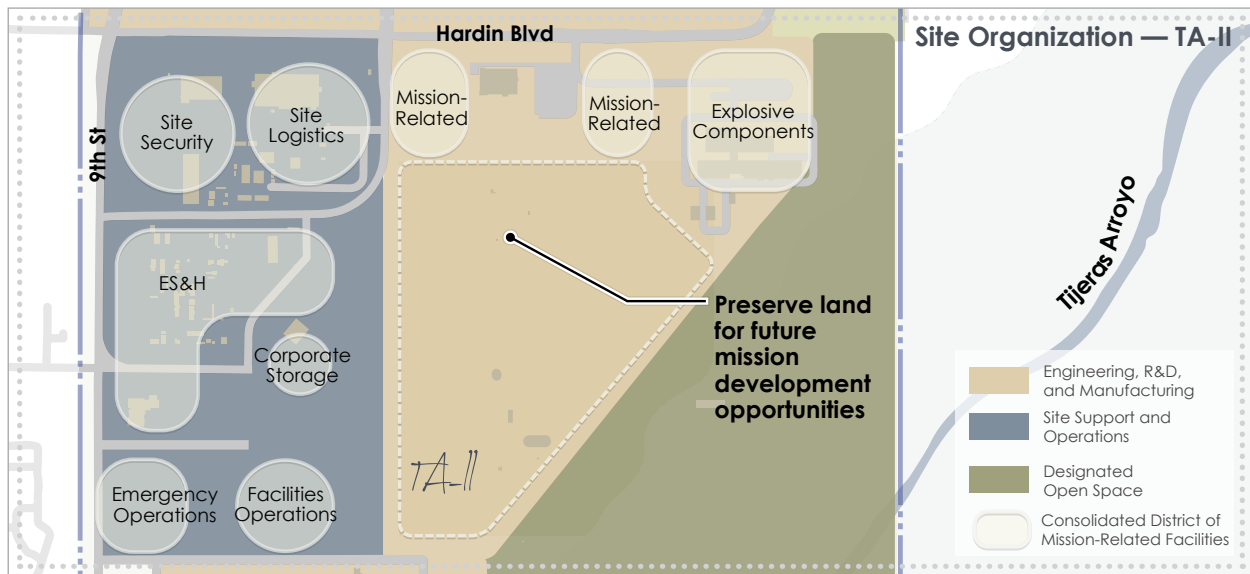 Site Organization — TA-II
Hardin Blvd
9th St
Site
Security
Site
Logistics
Mission-
Related
Mission-
Related
Explosive
Components
ES&H
Corporate
Storage
Emergency
Operations
Facilities
Operations
TA-II
Preserve land
for future
mission
development
opportunities
Tijeras Arroyo
Engineering, R&D,
and Manufacturing
Site Support and
Operations
Designated
Open Space
Consolidated District of
Mission-Related Facilities